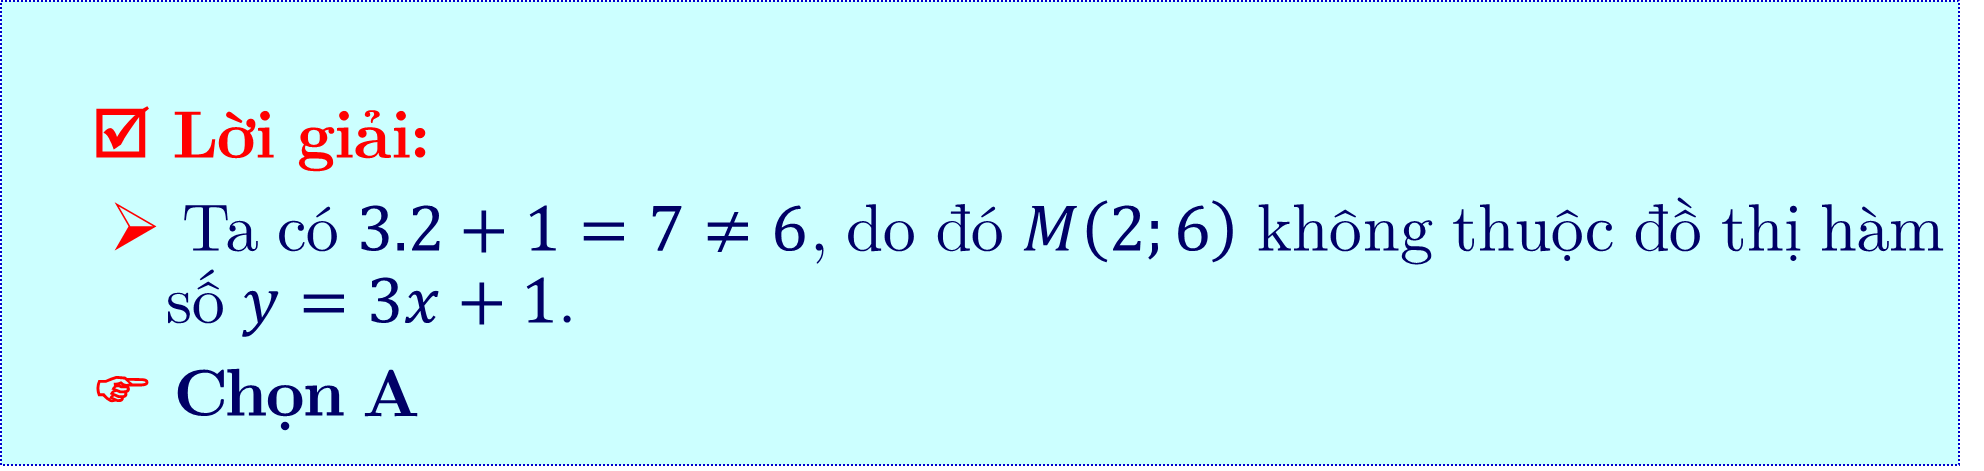 ☑ Lời giải:
➢ Ta có 3.2 + 1 = 7 ≠ 6, do đó M(2; 6) không thuộc đồ thị hàm
số y = 3x + 1.
☞ Chọn A